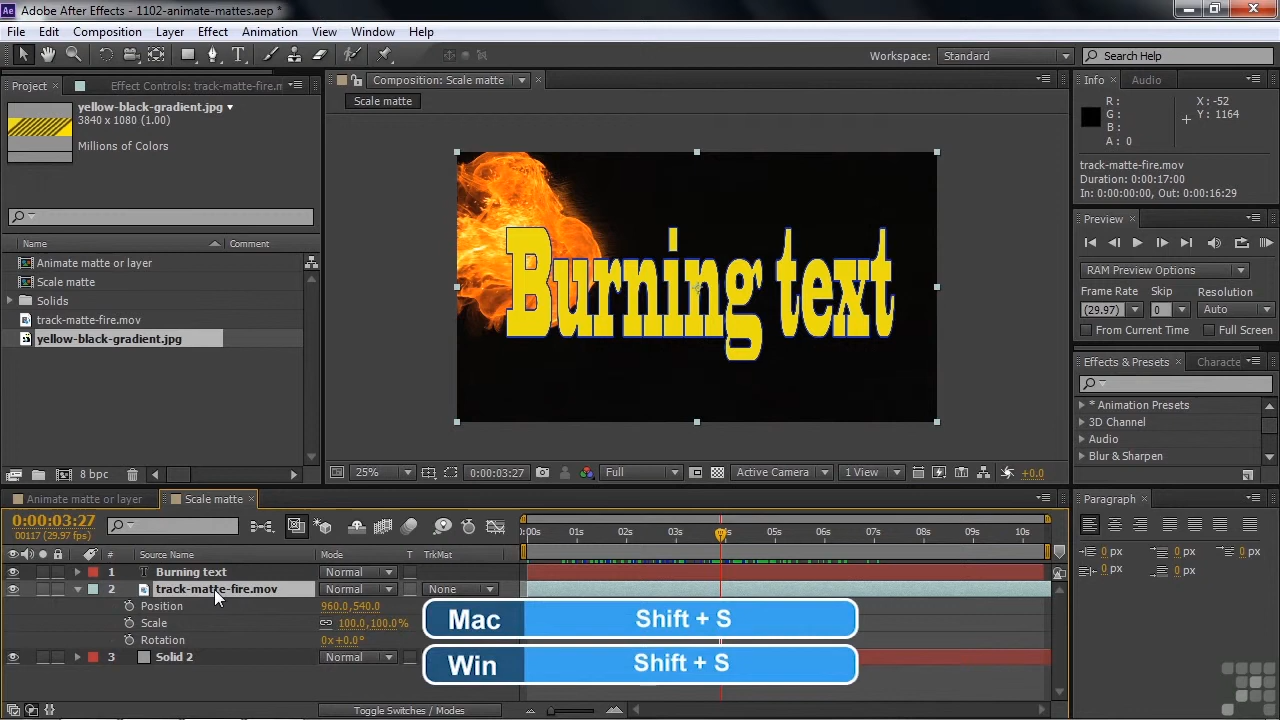 Ae Adobe After Effects - 1102-animate-mattes.aep *
File Edit Composition Layer Effect Animation View Window Help
T Workspace: Standard Search Help
Project Effect Controls: track-matte-fire.m
yellow-black-gradient.jpg
3840 x 1080 (1.00)
Millions of Colors
Name Comment
Animate matte or layer
Scale matte
Solids
track-matte-fire.mov
yellow-black-gradient.jpg
8 bpc
Composition: Scale matte
Scale matte
Burning text
25% 0:00:03:27 Full Active Camera 1 View +0.0
Info Audio
R: X: -52
G: Y: 1164
B:
A: 0
track-matte-fire.mov
Duration: 0:00:17:00
In: 0:00:00:00, Out: 0:00:16:29
Preview
RAM Preview Options
Frame Rate Skip Resolution
(29.97) 0 Auto
From Current Time Full Screen
Effects & Presets Characte
* Animation Presets
3D Channel
Audio
Blur & Sharpen
Animate matte or layer Scale matte
0:00:03:27
00117 (29.97 fps)
:00s 01s 02s 03s 04s 05s 06s 07s 08s 09s 10s
# Source Name Mode T TrkMat
1 T Burning text Normal
2 track-matte-fire.mov Normal None
Position 960.0,540.0
Scale 100.0,100.0%
Rotation 0x+0.0°
3 Solid 2 Normal
Toggle Switches / Modes
Mac Shift + S
Win Shift + S
Paragraph
0 px 0 px 0 px
0 px 0 px